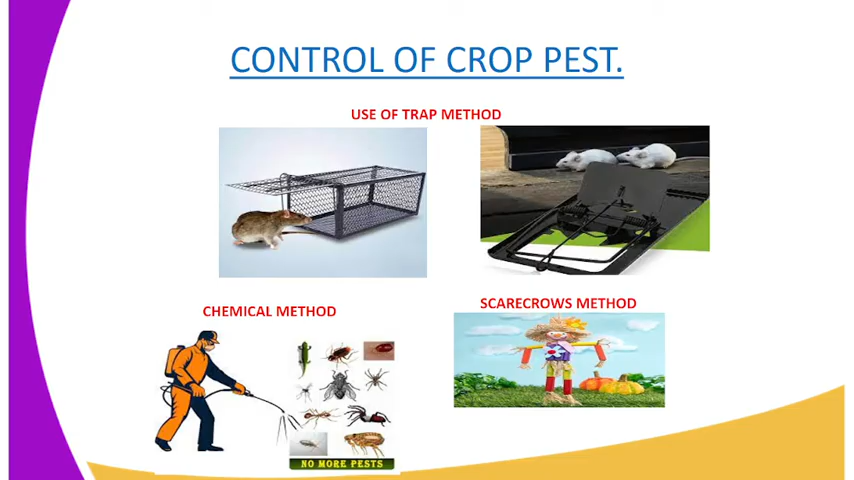 CONTROL OF CROP PEST.
USE OF TRAP METHOD
CHEMICAL METHOD
SCARECROWS METHOD
NO MORE PESTS